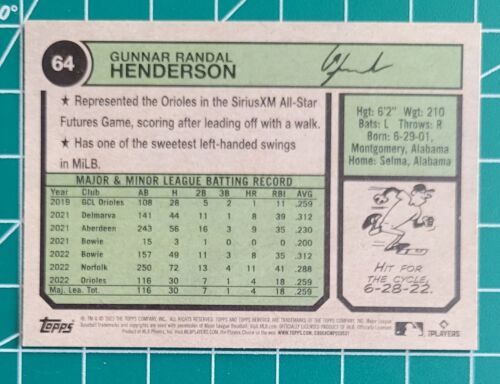 64
GUNNAR RANDAL
HENDERSON
★ Represented the Orioles in the SiriusXM All-Star
Futures Game, scoring after leading off with a walk.
★ Has one of the sweetest left-handed swings
in MiLB.
Hgt: 6'2" Wgt: 210
Bats: L Throws: R
Born: 6-29-01,
Montgomery, Alabama
Home: Selma, Alabama
MAJOR & MINOR LEAGUE BATTING RECORD
Year Club AB H 2B 3B HR RBI AVG
2019 GCL Orioles 108 28 5 2 1 11 .259
2021 Delmarva 141 44 11 1 8 39 .312
2021 Aberdeen 243 56 16 3 9 35 .230
2021 Bowie 15 3 1 0 0 0 .200
2022 Bowie 157 49 11 3 8 35 .312
2022 Norfolk 250 72 13 4 11 41 .288
2022 Orioles 116 30 7 1 4 18 .259
Maj. Lea. Tot. 116 30 7 1 4 18 .259
HIT FOR
THE CYCLE,
6-28-22.
Topps
PLAYERS